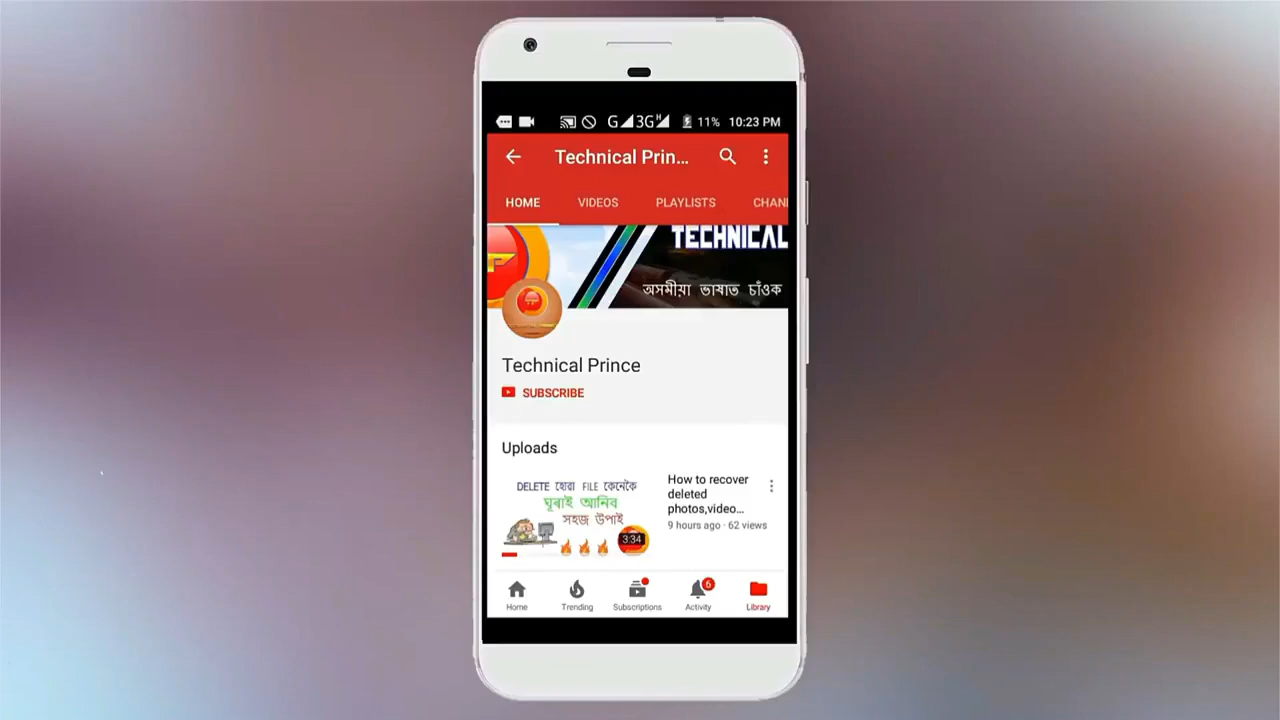 G 3G H 11% 10:23 PM
Technical Prin...
HOME VIDEOS PLAYLISTS CHAN
TECHNICAL
অসমীয়া ভাষাত চাঁওক
Technical Prince
SUBSCRIBE
Uploads
DELETE হোৱা FILE কেনেকৈ
ঘূৰাই আনিব
সহজ উপাই
3:34
How to recover
deleted
photos,video...
9 hours ago · 62 views
6
Home Trending Subscriptions Activity Library